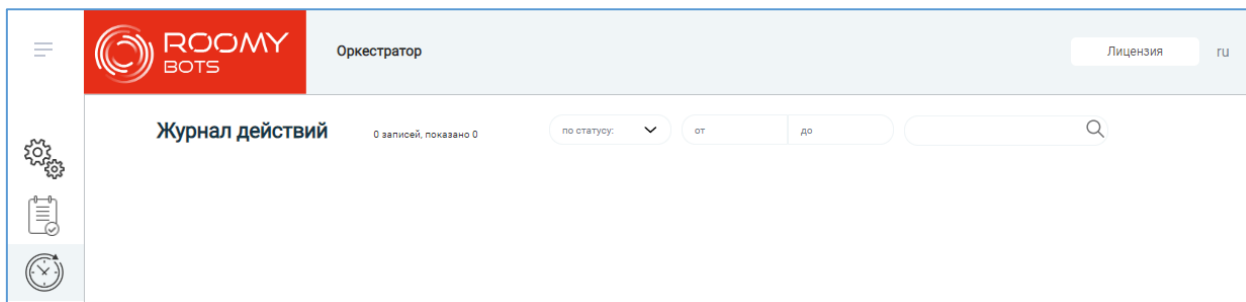 ROOMY
BOTS
Оркестратор
Лицензия
ru
Журнал действий
0 записей, показано 0
по статусу:
от
до